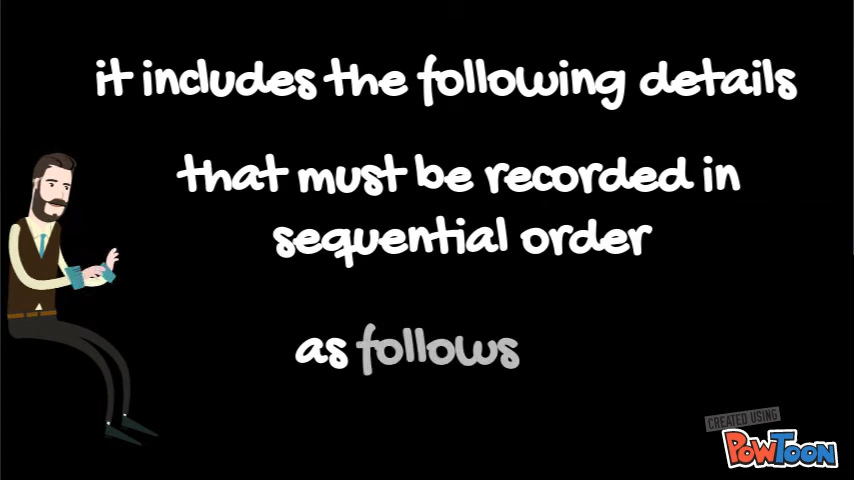 it includes the following details
that must be recorded in
sequential order
as follows
CREATED USING
POWTOON